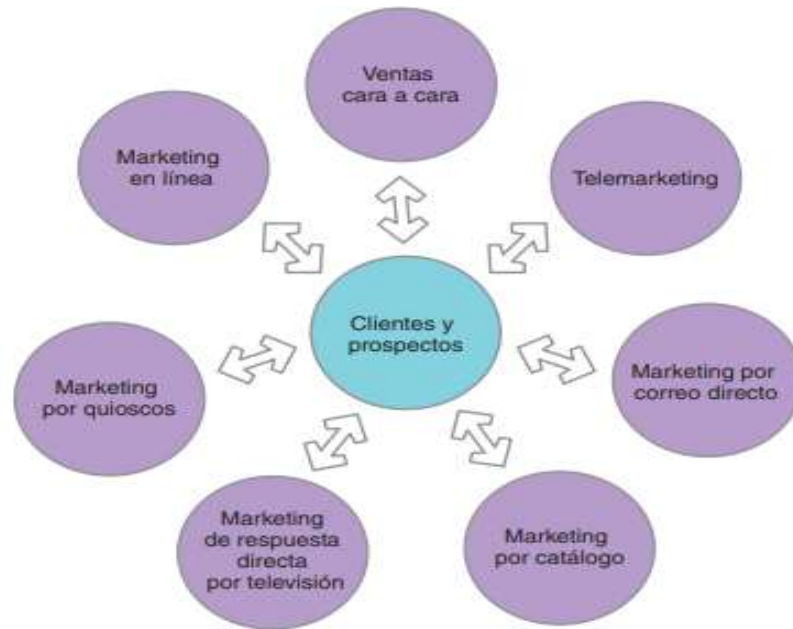 Ventas
cara a cara
Telemarketing
Marketing por
correo directo
Marketing
por catálogo
Marketing
de respuesta
directa
por televisión
Marketing
por quioscos
Marketing
en línea
Clientes y
prospectos